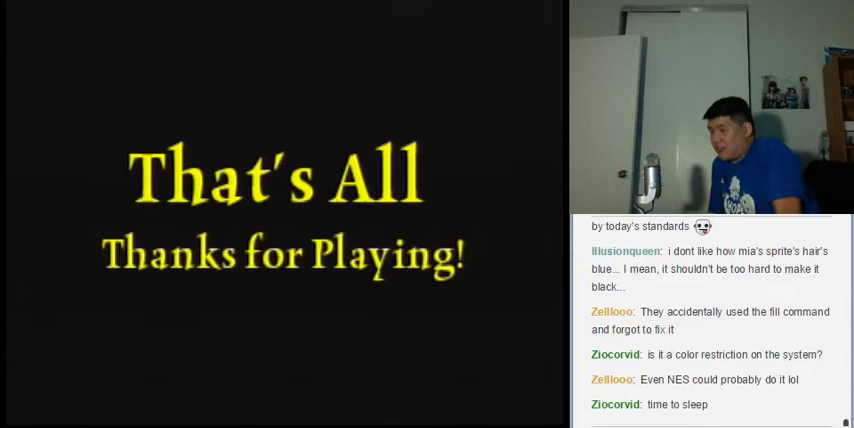 That's All
Thanks for Playing!
by today's standards
Illusionqueen: i dont like how mia's sprite's hair's
blue... I mean, it shouldn't be too hard to make it
black...
Zelllooo: They accidentally used the fill command
and forgot to fix it
Ziocorvid: is it a color restriction on the system?
Zelllooo: Even NES could probably do it lol
Ziocorvid: time to sleep